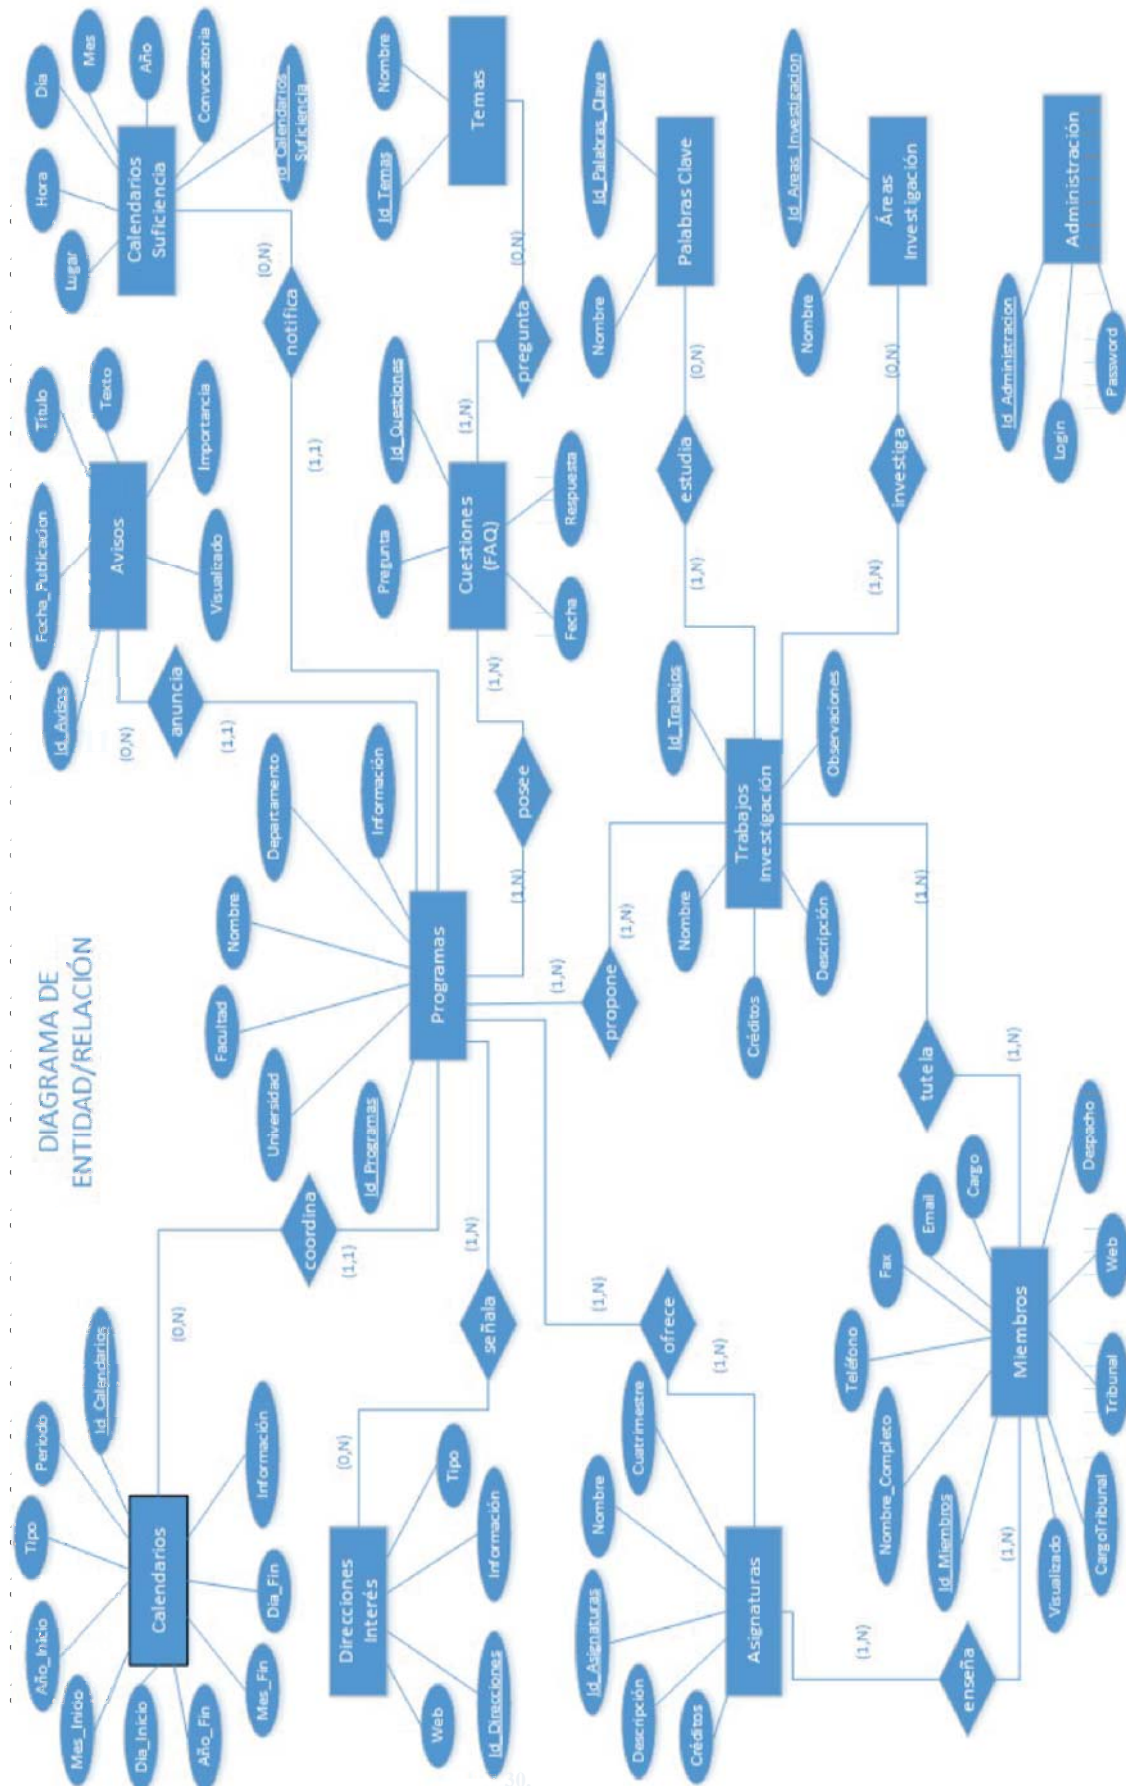 DIAGRAMA DE
ENTIDAD/RELACIÓN
Año_Inicio
Tipo
Periodo
Id_Calendarios
Mes_Inicio
Dia_Inicio
Año_Fin
Mes_Fin
Dia_Fin
Información
Calendarios
(0,N)
coordina
(1,1)
Id_Avisos
Focha_Publicacion
Título
Texto
Importancia
Visualizado
Avisos
(0,N)
anuncia
(1,1)
Lugar
Hora
Dia
Mes
Año
Convocatoria
Id_Calendarios_
Suficiencia
Calendarios
Suficiencia
(0,N)
notifica
(1,1)
Id_Programas
Universidad
Facultad
Nombre
Departamento
Información
Programas
Direcciones
Interés
Web
Id_Direcciones
Información
Tipo
(0,N)
señala
(1,N)
(1,N)
posee
(1,N)
Cuestiones
(FAQ)
Pregunta
Id_Cuestiones
Fecha
Respuesta
(1,N)
pregunta
(0,N)
Temas
Id_Temas
Nombre
(1,N)
propone
(1,N)
(1,N)
ofrece
(1,N)
Asignaturas
Créditos
Descripción
Id_Asignaturas
Nombre
Cuatrimestre
(1,N)
enseña
(1,N)
Trabajos
Investigación
Id_Trabajos
Nombre
Créditos
Descripción
Observaciones
(1,N)
estudia
(0,N)
Palabras Clave
Nombre
Id_Palabras_Clave
(1,N)
investiga
(0,N)
Áreas
Investigación
Nombre
Id_Areas_Investigacion
(1,N)
tutela
(1,N)
Miembros
Id_Miembros
Nombre_Completo
Teléfono
Fax
Email
Cargo
Despacho
Web
Tribunal
CargoTribunal
Visualizado
Administración
Id_Administracion
Login
Password
30.